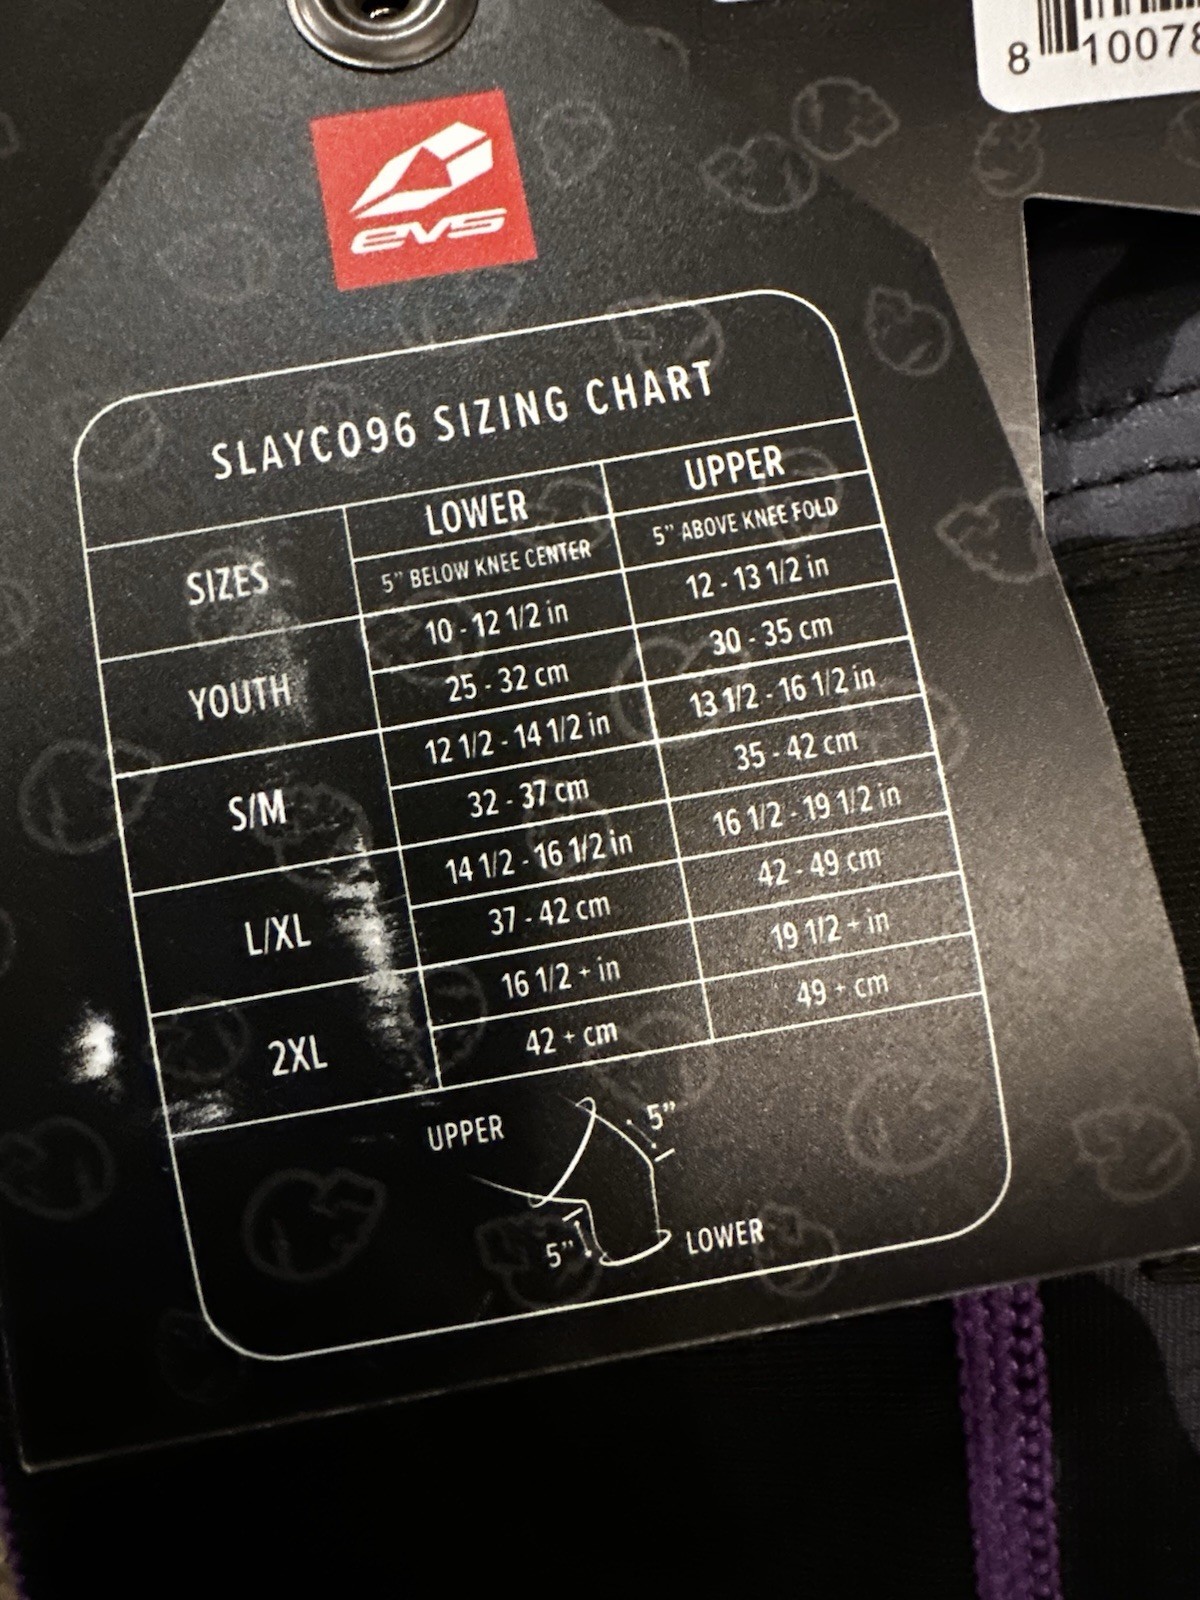 8 10078
evs
SLAYCO96 SIZING CHART
SIZES LOWER UPPER
5" BELOW KNEE CENTER 5" ABOVE KNEE FOLD
YOUTH 10 - 12 1/2 in 12 - 13 1/2 in
25 - 32 cm 30 - 35 cm
S/M 12 1/2 - 14 1/2 in 13 1/2 - 16 1/2 in
32 - 37 cm 35 - 42 cm
L/XL 14 1/2 - 16 1/2 in 16 1/2 - 19 1/2 in
37 - 42 cm 42 - 49 cm
2XL 16 1/2 + in 19 1/2 + in
42 + cm 49 + cm
UPPER 5"
5" LOWER